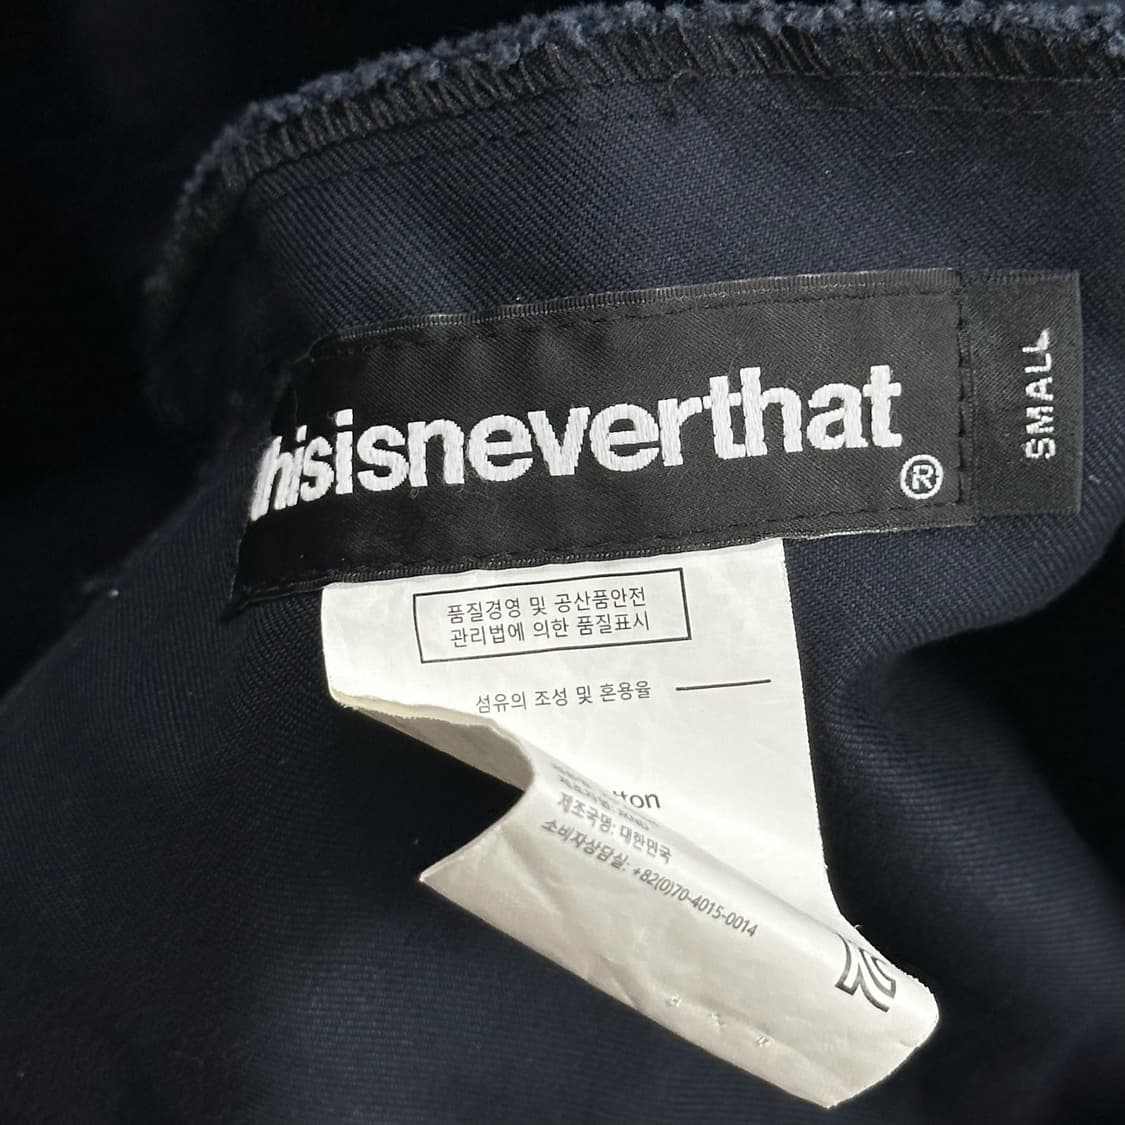 thisisneverthat
®
SMALL
품질경영 및 공산품안전
관리법에 의한 품질표시
섬유의 조성 및 혼용율
제조국명: 대한민국
소비자상담실: +82(0)70-4015-0014